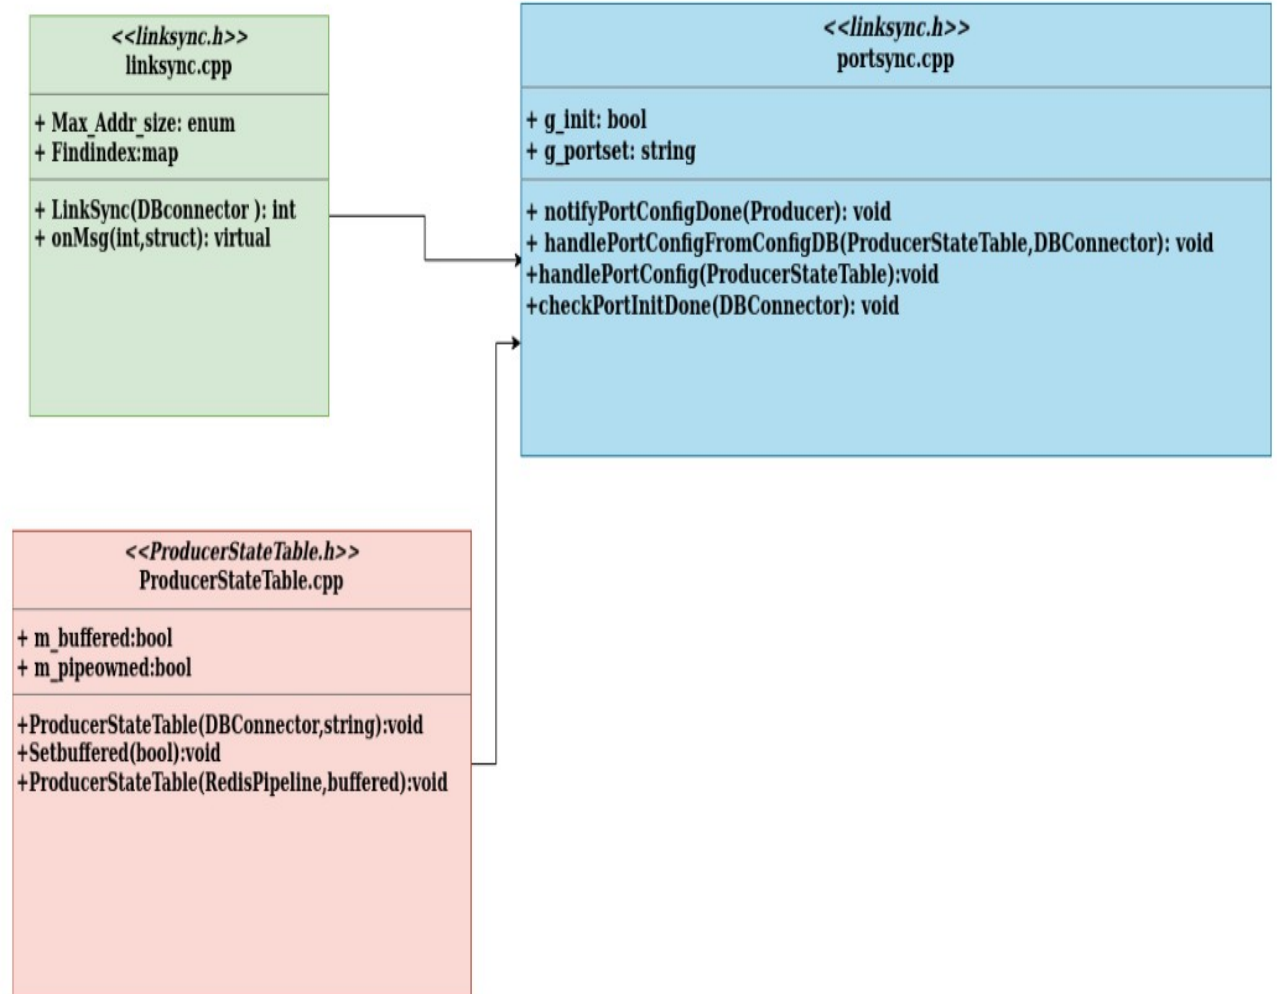 <<linksync.h>>
linksync.cpp
+ Max_Addr_size: enum
+ Findindex:map
+ LinkSync(DBconnector ): int
+ onMsg(int,struct): virtual
<<linksync.h>>
portsync.cpp
+ g_init: bool
+ g_portset: string
+ notifyPortConfigDone(Producer): void
+ handlePortConfigFromConfigDB(ProducerStateTable,DBConnector): void
+handlePortConfig(ProducerStateTable):void
+checkPortInitDone(DBConnector): void
<<ProducerStateTable.h>>
ProducerStateTable.cpp
+ m_buffered:bool
+ m_pipeowned:bool
+ProducerStateTable(DBConnector,string):void
+Setbuffered(bool):void
+ProducerStateTable(RedisPipeline,buffered):void